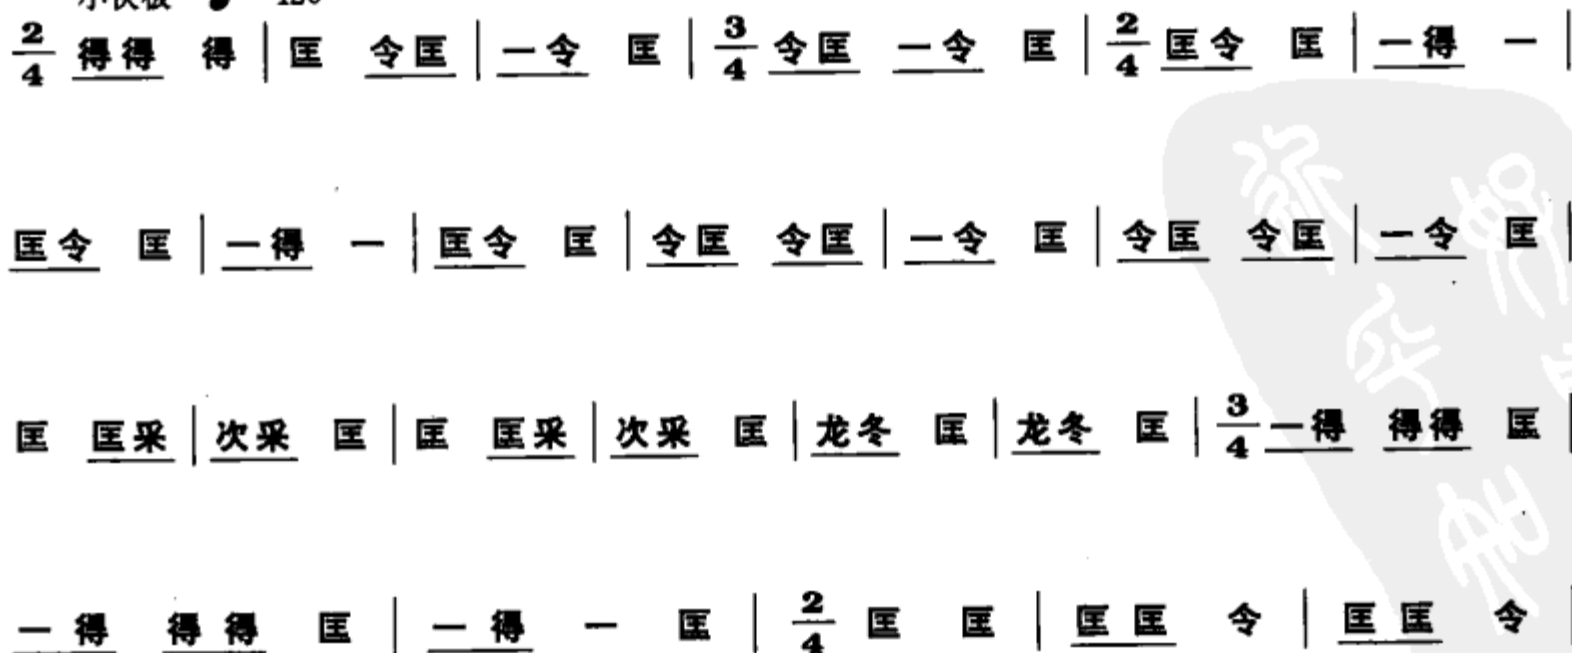 2/4 得得 得 | 匡 令匡 | 一令 匡 | 3/4 令匡 一令 匡 | 2/4 匡令 匡 | 一得 一 |
匡令 匡 | 一得 一 | 匡令 匡 | 令匡 令匡 | 一令 匡 | 令匡 令匡 | 一令 匡 |
匡 匡采 | 次采 匡 | 匡 匡采 | 次采 匡 | 龙冬 匡 | 龙冬 匡 | 3/4 一得 得得 匡 |
一得 得得 匡 | 一得 一 匡 | 2/4 匡 匡 | 匡匡 令 | 匡匡 令 |